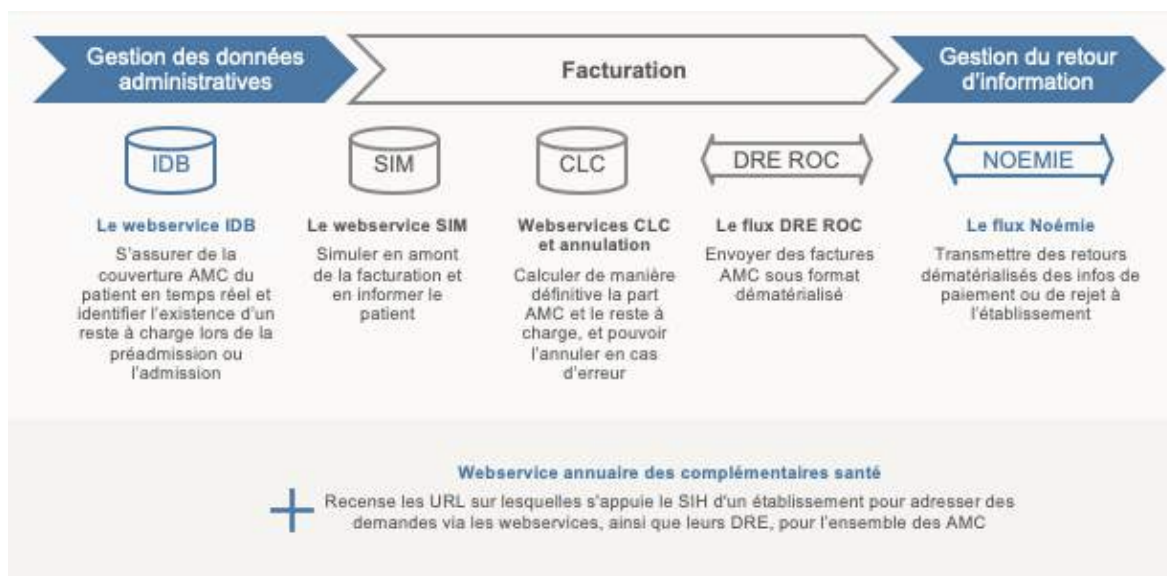 Gestion des données
administratives
Facturation
Gestion du retour
d'information
IDB
SIM
CLC
DRE ROC
NOEMIE
Le webservice IDB
S'assurer de la
couverture AMC du
patient en temps réel et
identifier l'existence d'un
reste à charge lors de la
préadmission ou
l'admission
Le webservice SIM
Simuler en amont
de la facturation et
en informer le
patient
Webservices CLC
et annulation
Calculer de manière
définitive la part
AMC et le reste à
charge, et pouvoir
l'annuler en cas
d'erreur
Le flux DRE ROC
Envoyer des factures
AMC sous format
dématérialisé
Le flux Noémie
Transmettre des retours
dématérialisés des infos de
paiement ou de rejet à
l'établissement
Webservice annuaire des complémentaires santé
Recense les URL sur lesquelles s'appuie le SIH d'un établissement pour adresser des
demandes via les webservices, ainsi que leurs DRE, pour l'ensemble des AMC